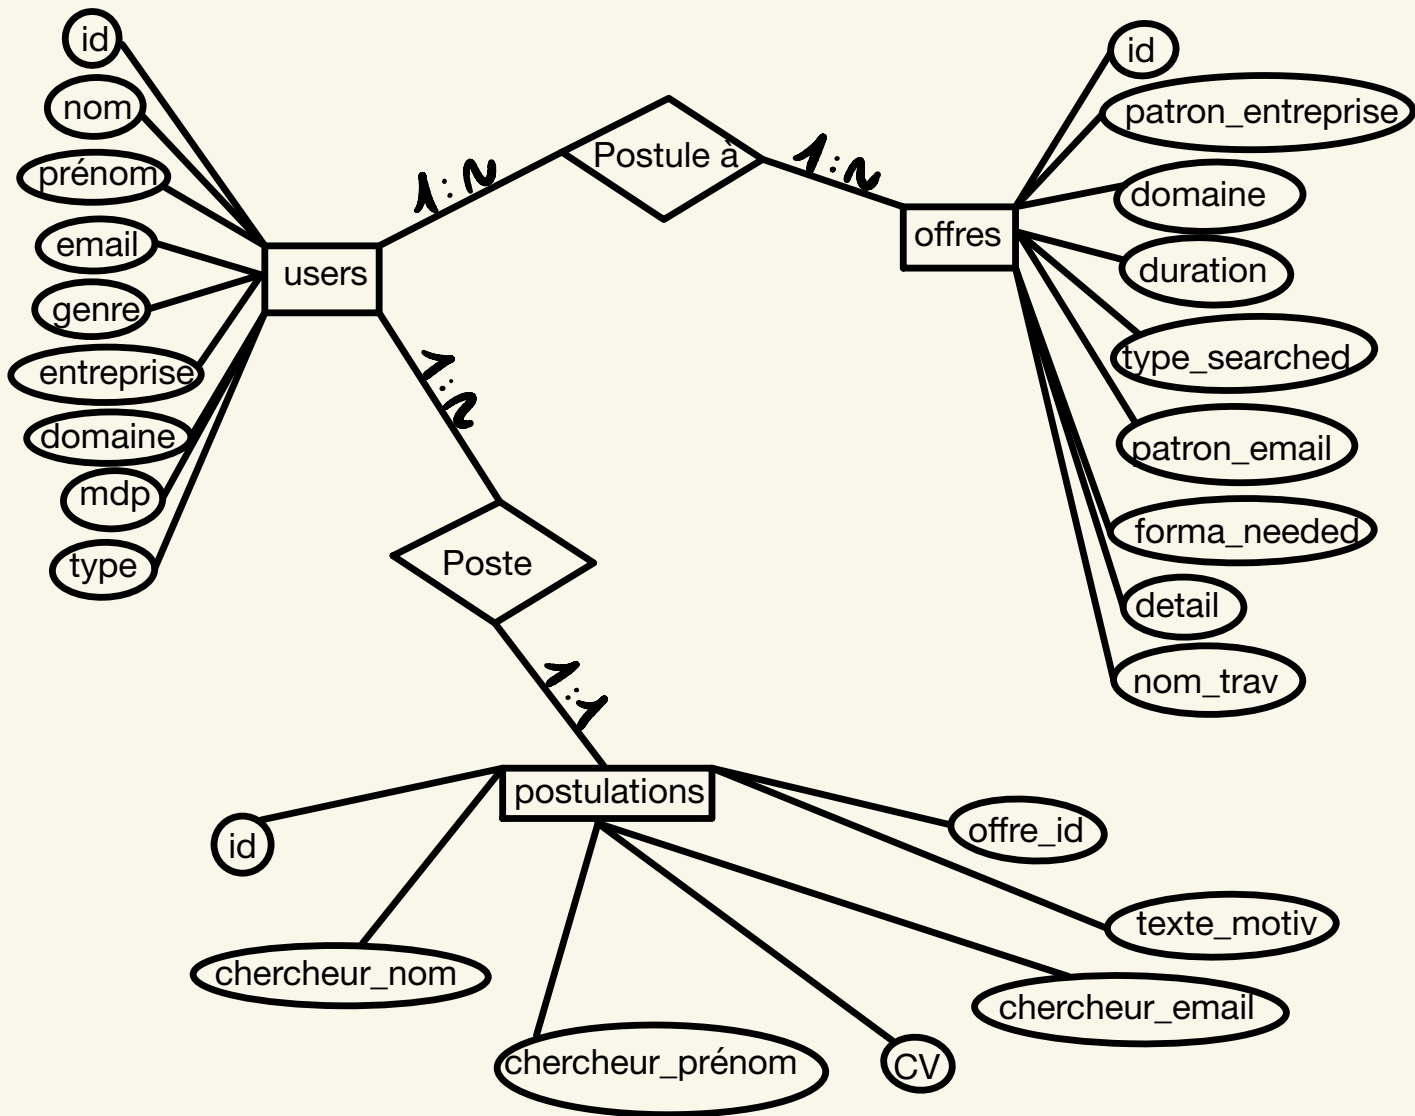 id
nom
prénom
email
genre
entreprise
domaine
mdp
type
users
1:N
Postule à
1:N
offres
id
patron_entreprise
domaine
duration
type_searched
patron_email
forma_needed
detail
nom_trav
1:N
Poste
1:1
postulations
id
chercheur_nom
chercheur_prénom
CV
chercheur_email
texte_motiv
offre_id